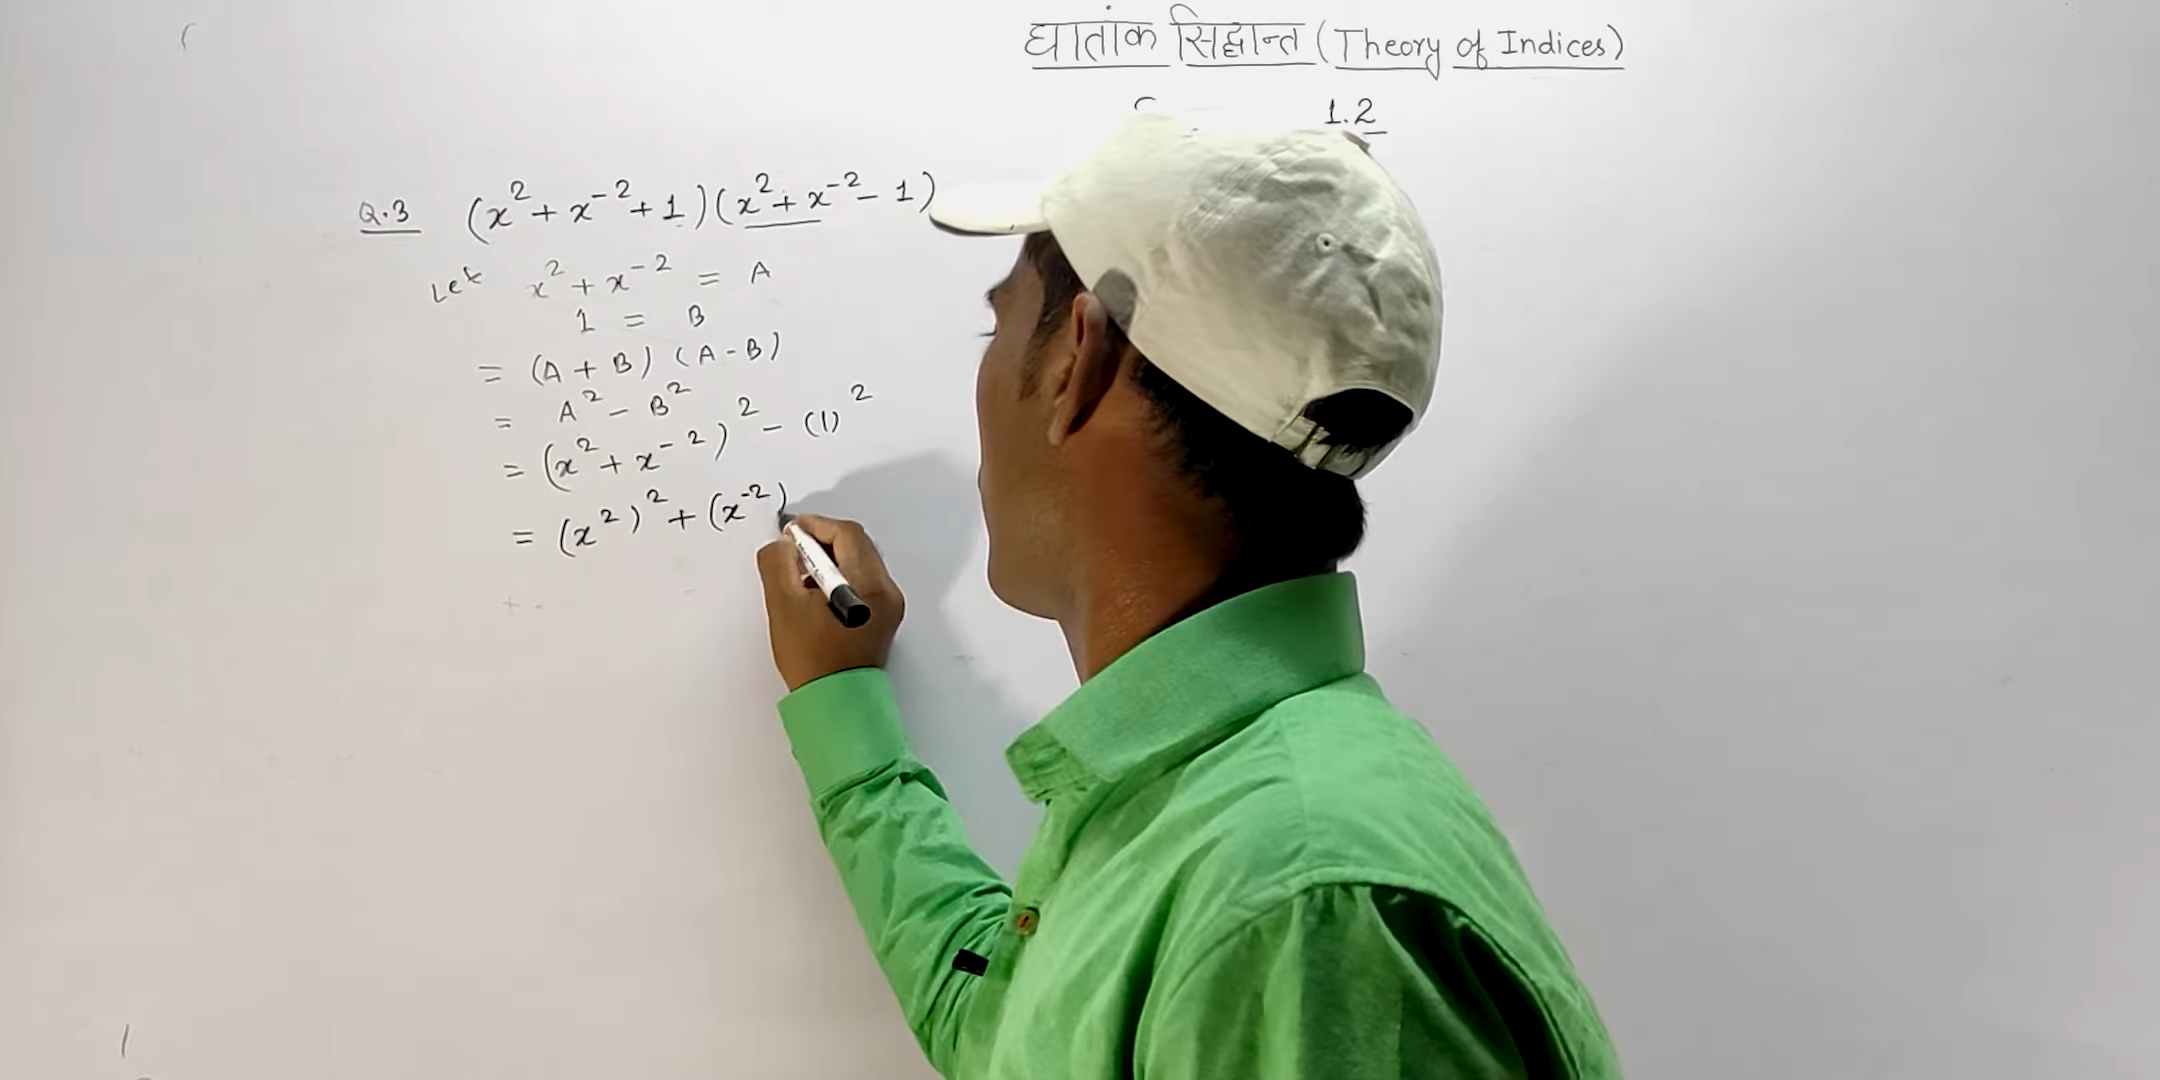 घातांक सिद्धान्त (Theory of Indices)
1.2
Q.3 (x² + x⁻² + 1)(x² + x⁻² - 1)
Let x² + x⁻² = A
1 = B
= (A + B) (A - B)
= A² - B²
= (x² + x⁻²)² - (1)²
= (x²)² + (x⁻²)